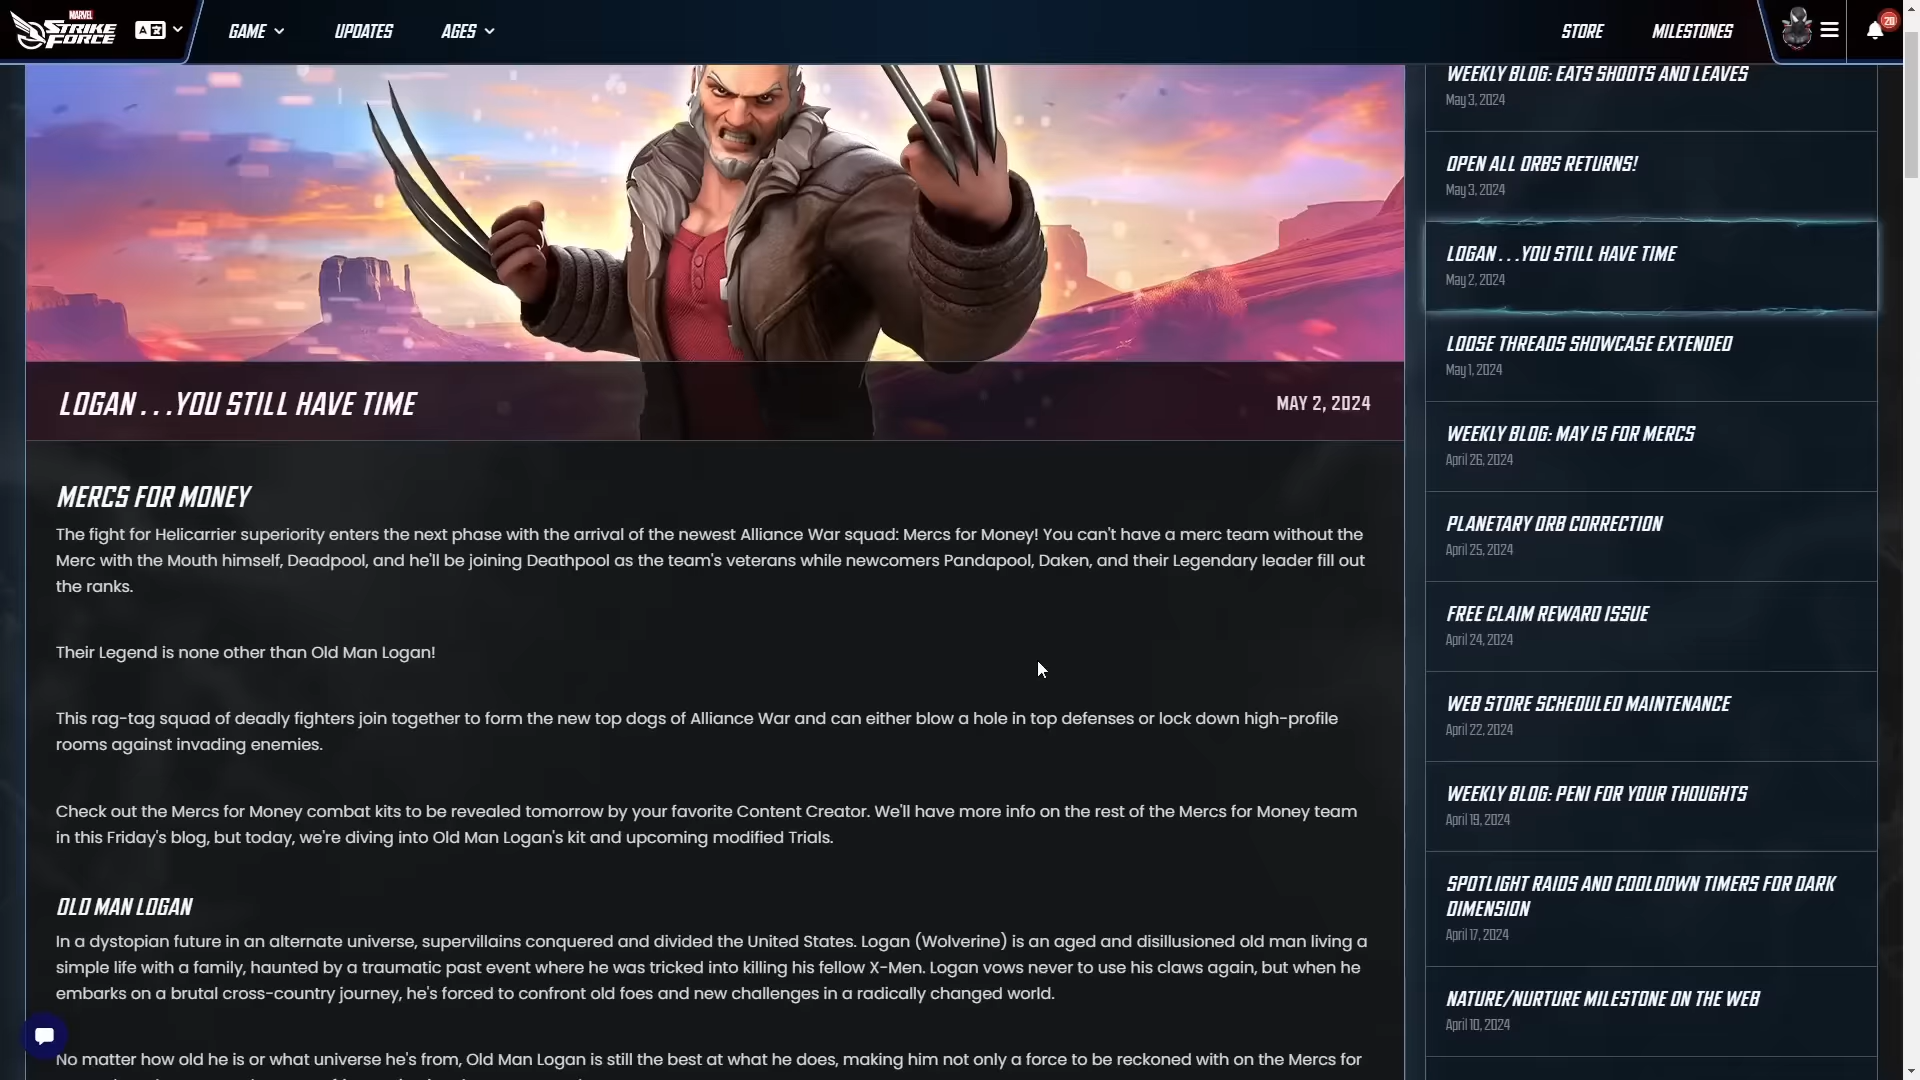 MARVEL
STRIKE
FORCE
GAME
UPDATES
AGES
STORE
MILESTONES
20
LOGAN . . .YOU STILL HAVE TIME
MAY 2, 2024
MERCS FOR MONEY
The fight for Helicarrier superiority enters the next phase with the arrival of the newest Alliance War squad: Mercs for Money! You can't have a merc team without the
Merc with the Mouth himself, Deadpool, and he'll be joining Deathpool as the team's veterans while newcomers Pandapool, Daken, and their Legendary leader fill out
the ranks.
Their Legend is none other than Old Man Logan!
This rag-tag squad of deadly fighters join together to form the new top dogs of Alliance War and can either blow a hole in top defenses or lock down high-profile
rooms against invading enemies.
Check out the Mercs for Money combat kits to be revealed tomorrow by your favorite Content Creator. We'll have more info on the rest of the Mercs for Money team
in this Friday's blog, but today, we're diving into Old Man Logan's kit and upcoming modified Trials.
OLD MAN LOGAN
In a dystopian future in an alternate universe, supervillains conquered and divided the United States. Logan (Wolverine) is an aged and disillusioned old man living a
simple life with a family, haunted by a traumatic past event where he was tricked into killing his fellow X-Men. Logan vows never to use his claws again, but when he
embarks on a brutal cross-country journey, he's forced to confront old foes and new challenges in a radically changed world.
No matter how old he is or what universe he's from, Old Man Logan is still the best at what he does, making him not only a force to be reckoned with on the Mercs for
WEEKLY BLOG: EATS SHOOTS AND LEAVES
May 3, 2024
OPEN ALL ORBS RETURNS!
May 3, 2024
LOGAN . . .YOU STILL HAVE TIME
May 2, 2024
LOOSE THREADS SHOWCASE EXTENDED
May 1, 2024
WEEKLY BLOG: MAY IS FOR MERCS
April 26, 2024
PLANETARY ORB CORRECTION
April 25, 2024
FREE CLAIM REWARD ISSUE
April 24, 2024
WEB STORE SCHEDULED MAINTENANCE
April 22, 2024
WEEKLY BLOG: PENI FOR YOUR THOUGHTS
April 19, 2024
SPOTLIGHT RAIDS AND COOLDOWN TIMERS FOR DARK
DIMENSION
April 17, 2024
NATURE/NURTURE MILESTONE ON THE WEB
April 10, 2024